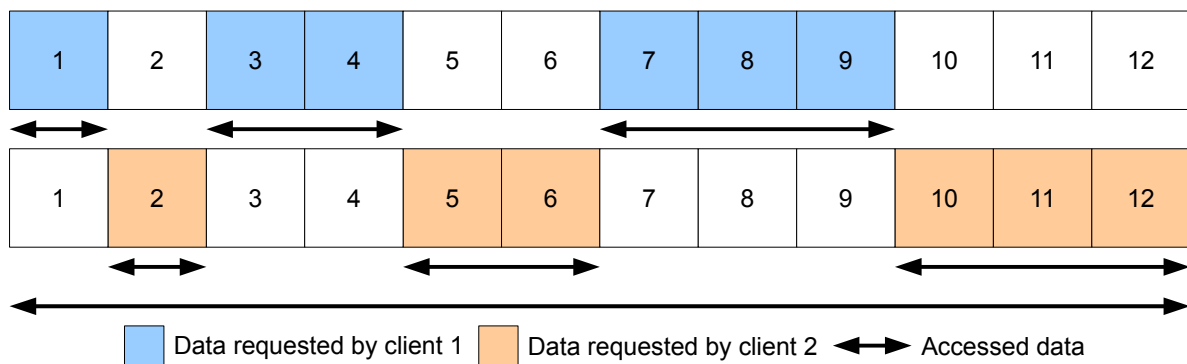 1 2 3 4 5 6 7 8 9 10 11 12
1 2 3 4 5 6 7 8 9 10 11 12
Data requested by client 1 Data requested by client 2 Accessed data